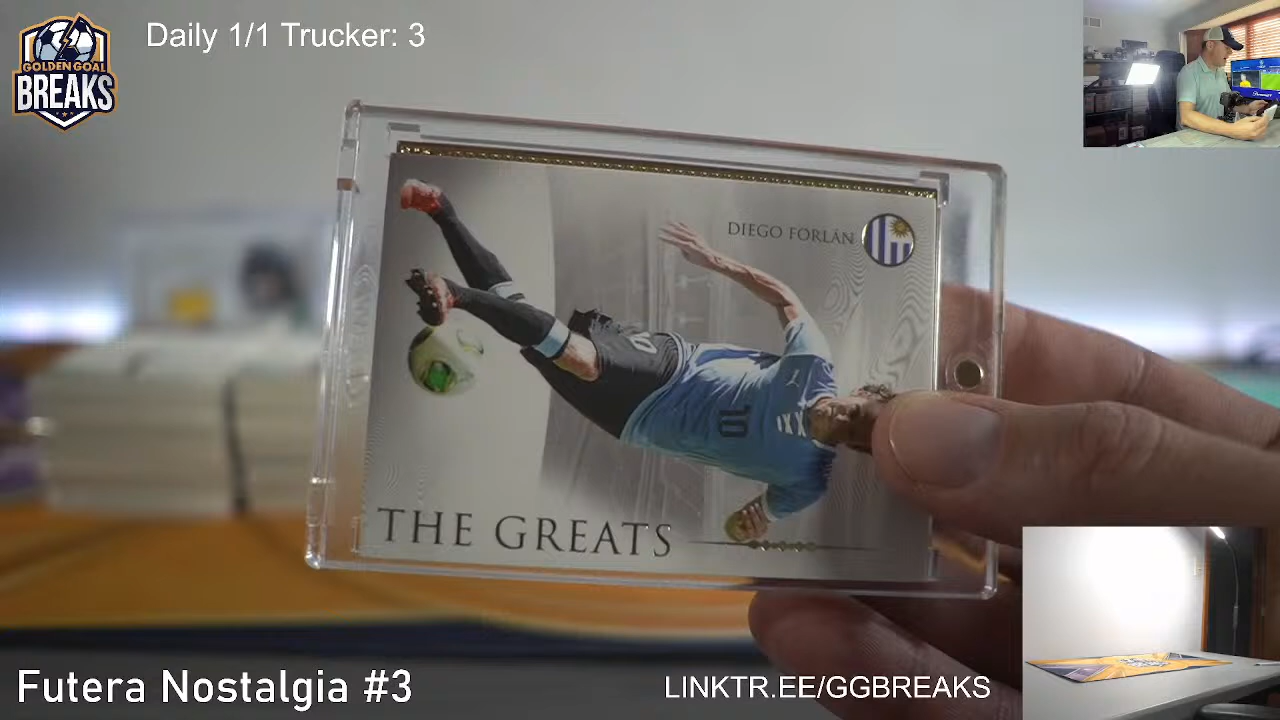 Daily 1/1 Trucker: 3
GOLDEN GOAL
BREAKS
DIEGO FORLÁN
10
10
THE GREATS
Futera Nostalgia #3
LINKTR.EE/GGBREAKS